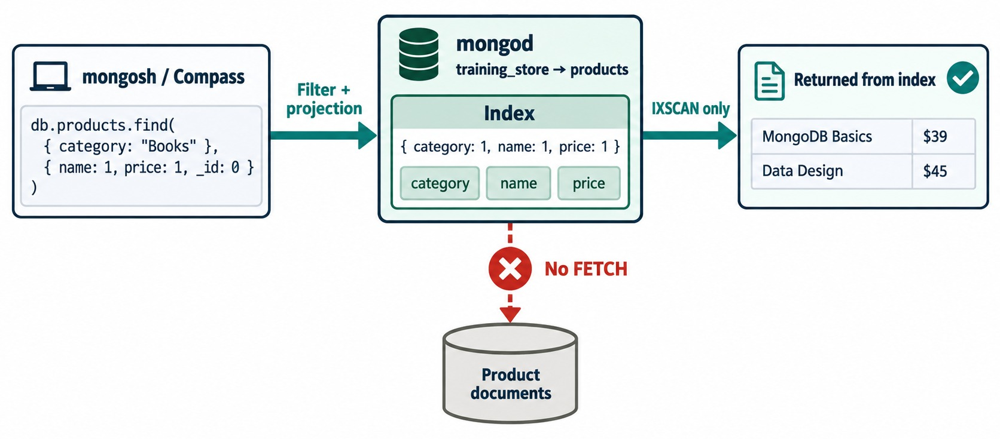 mongosh / Compass
db.products.find(
{ category: "Books" },
{ name: 1, price: 1, _id: 0 }
)
Filter +
projection
mongod
training_store → products
Index
{ category: 1, name: 1, price: 1 }
category
name
price
IXSCAN only
Returned from index
MongoDB Basics
$39
Data Design
$45
No FETCH
Product
documents